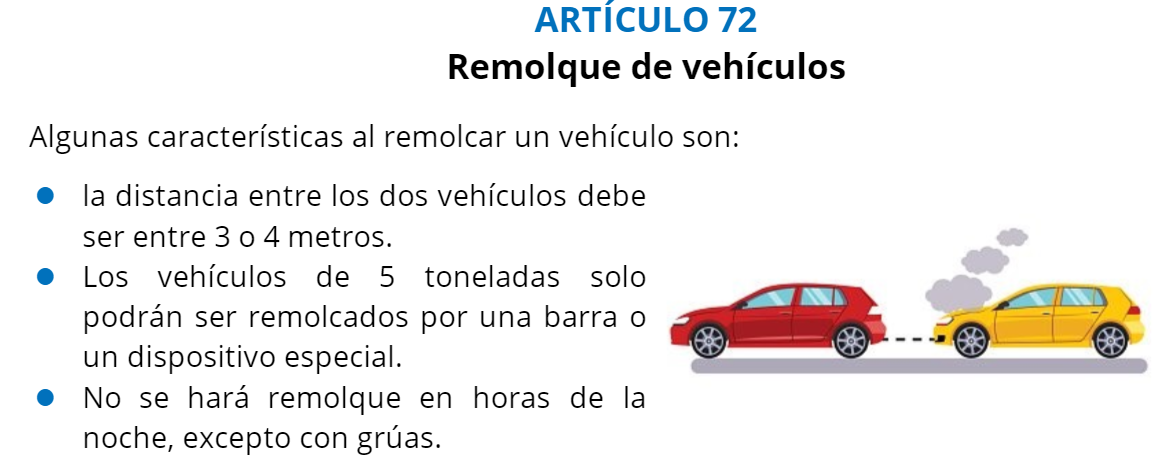 ARTÍCULO 72
Remolque de vehículos
Algunas características al remolcar un vehículo son:
● la distancia entre los dos vehículos debe
ser entre 3 o 4 metros.
● Los vehículos de 5 toneladas solo
podrán ser remolcados por una barra o
un dispositivo especial.
● No se hará remolque en horas de la
noche, excepto con grúas.